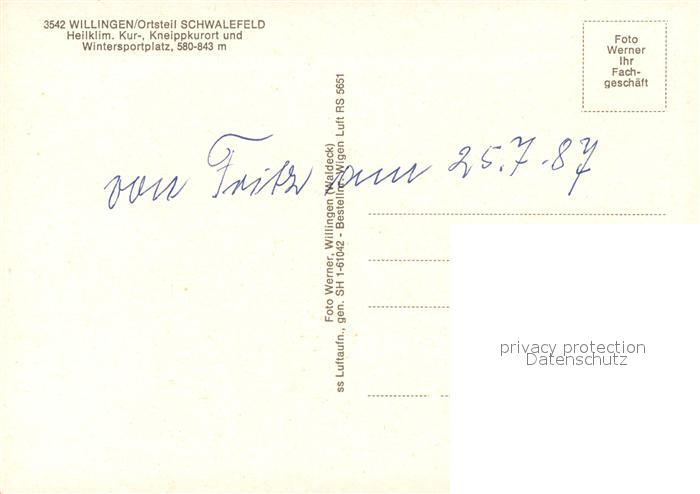 3542 WILLINGEN/Ortsteil SCHWALEFELD
Heilklim. Kur-, Kneippkurort und
Wintersportplatz, 580-843 m
Foto
Werner
Ihr
Fach-
geschäft
von Fritz am 25.7.87
Foto Werner, Willingen (Waldeck)
ss Luftaufn., gen. SH 1-61042 - Bestellnr. Wigen Luft RS 5651
privacy protection
Datenschutz